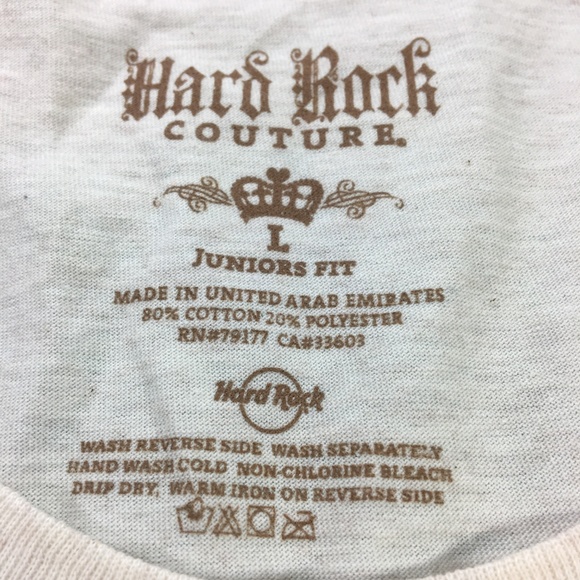 Hard Rock
COUTURE®
L
JUNIORS FIT
MADE IN UNITED ARAB EMIRATES
80% COTTON 20% POLYESTER
RN#79177 CA#33603
Hard Rock
WASH REVERSE SIDE WASH SEPARATELY
HAND WASH COLD NON-CHLORINE BLEACH
DRIP DRY, WARM IRON ON REVERSE SIDE